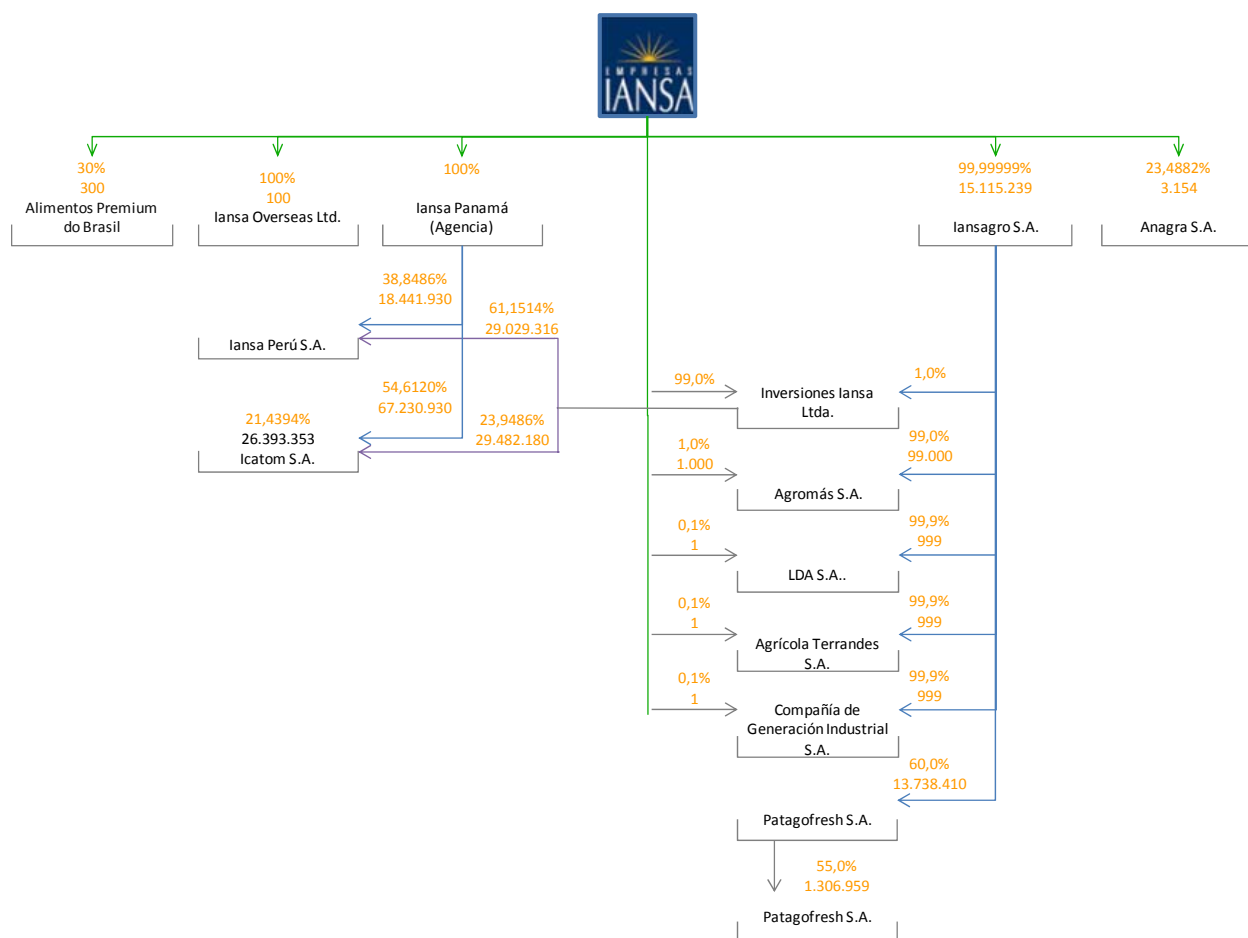 EMPRESAS
IANSA
30%
300
Alimentos Premium
do Brasil
100%
100
Iansa Overseas Ltd.
100%
Iansa Panamá
(Agencia)
99,99999%
15.115.239
Iansagro S.A.
23,4882%
3.154
Anagra S.A.
38,8486%
18.441.930
61,1514%
29.029.316
Iansa Perú S.A.
54,6120%
67.230.930
21,4394%
26.393.353
Icatom S.A.
23,9486%
29.482.180
99,0%
Inversiones Iansa
Ltda.
1,0%
1,0%
1.000
Agromás S.A.
99,0%
99.000
0,1%
1
LDA S.A..
99,9%
999
0,1%
1
Agrícola Terrandes
S.A.
99,9%
999
0,1%
1
Compañía de
Generación Industrial
S.A.
99,9%
999
60,0%
13.738.410
Patagofresh S.A.
55,0%
1.306.959
Patagofresh S.A.